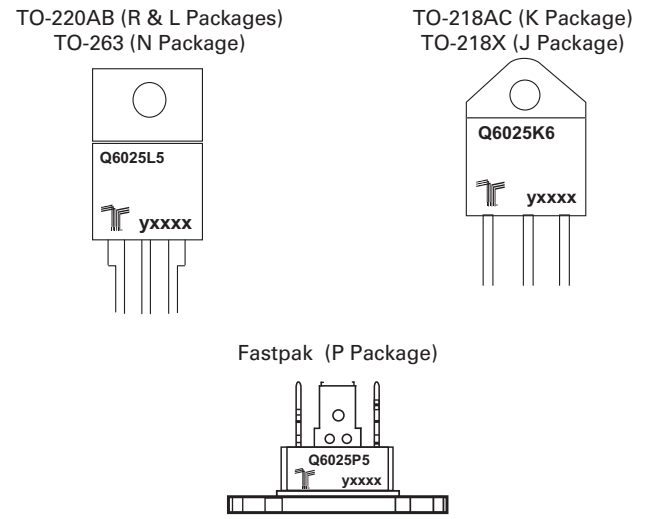 TO-220AB (R & L Packages)
TO-263 (N Package)
Q6025L5
yxxxx
TO-218AC (K Package)
TO-218X (J Package)
Q6025K6
yxxxx
Fastpak (P Package)
Q6025P5
yxxxx